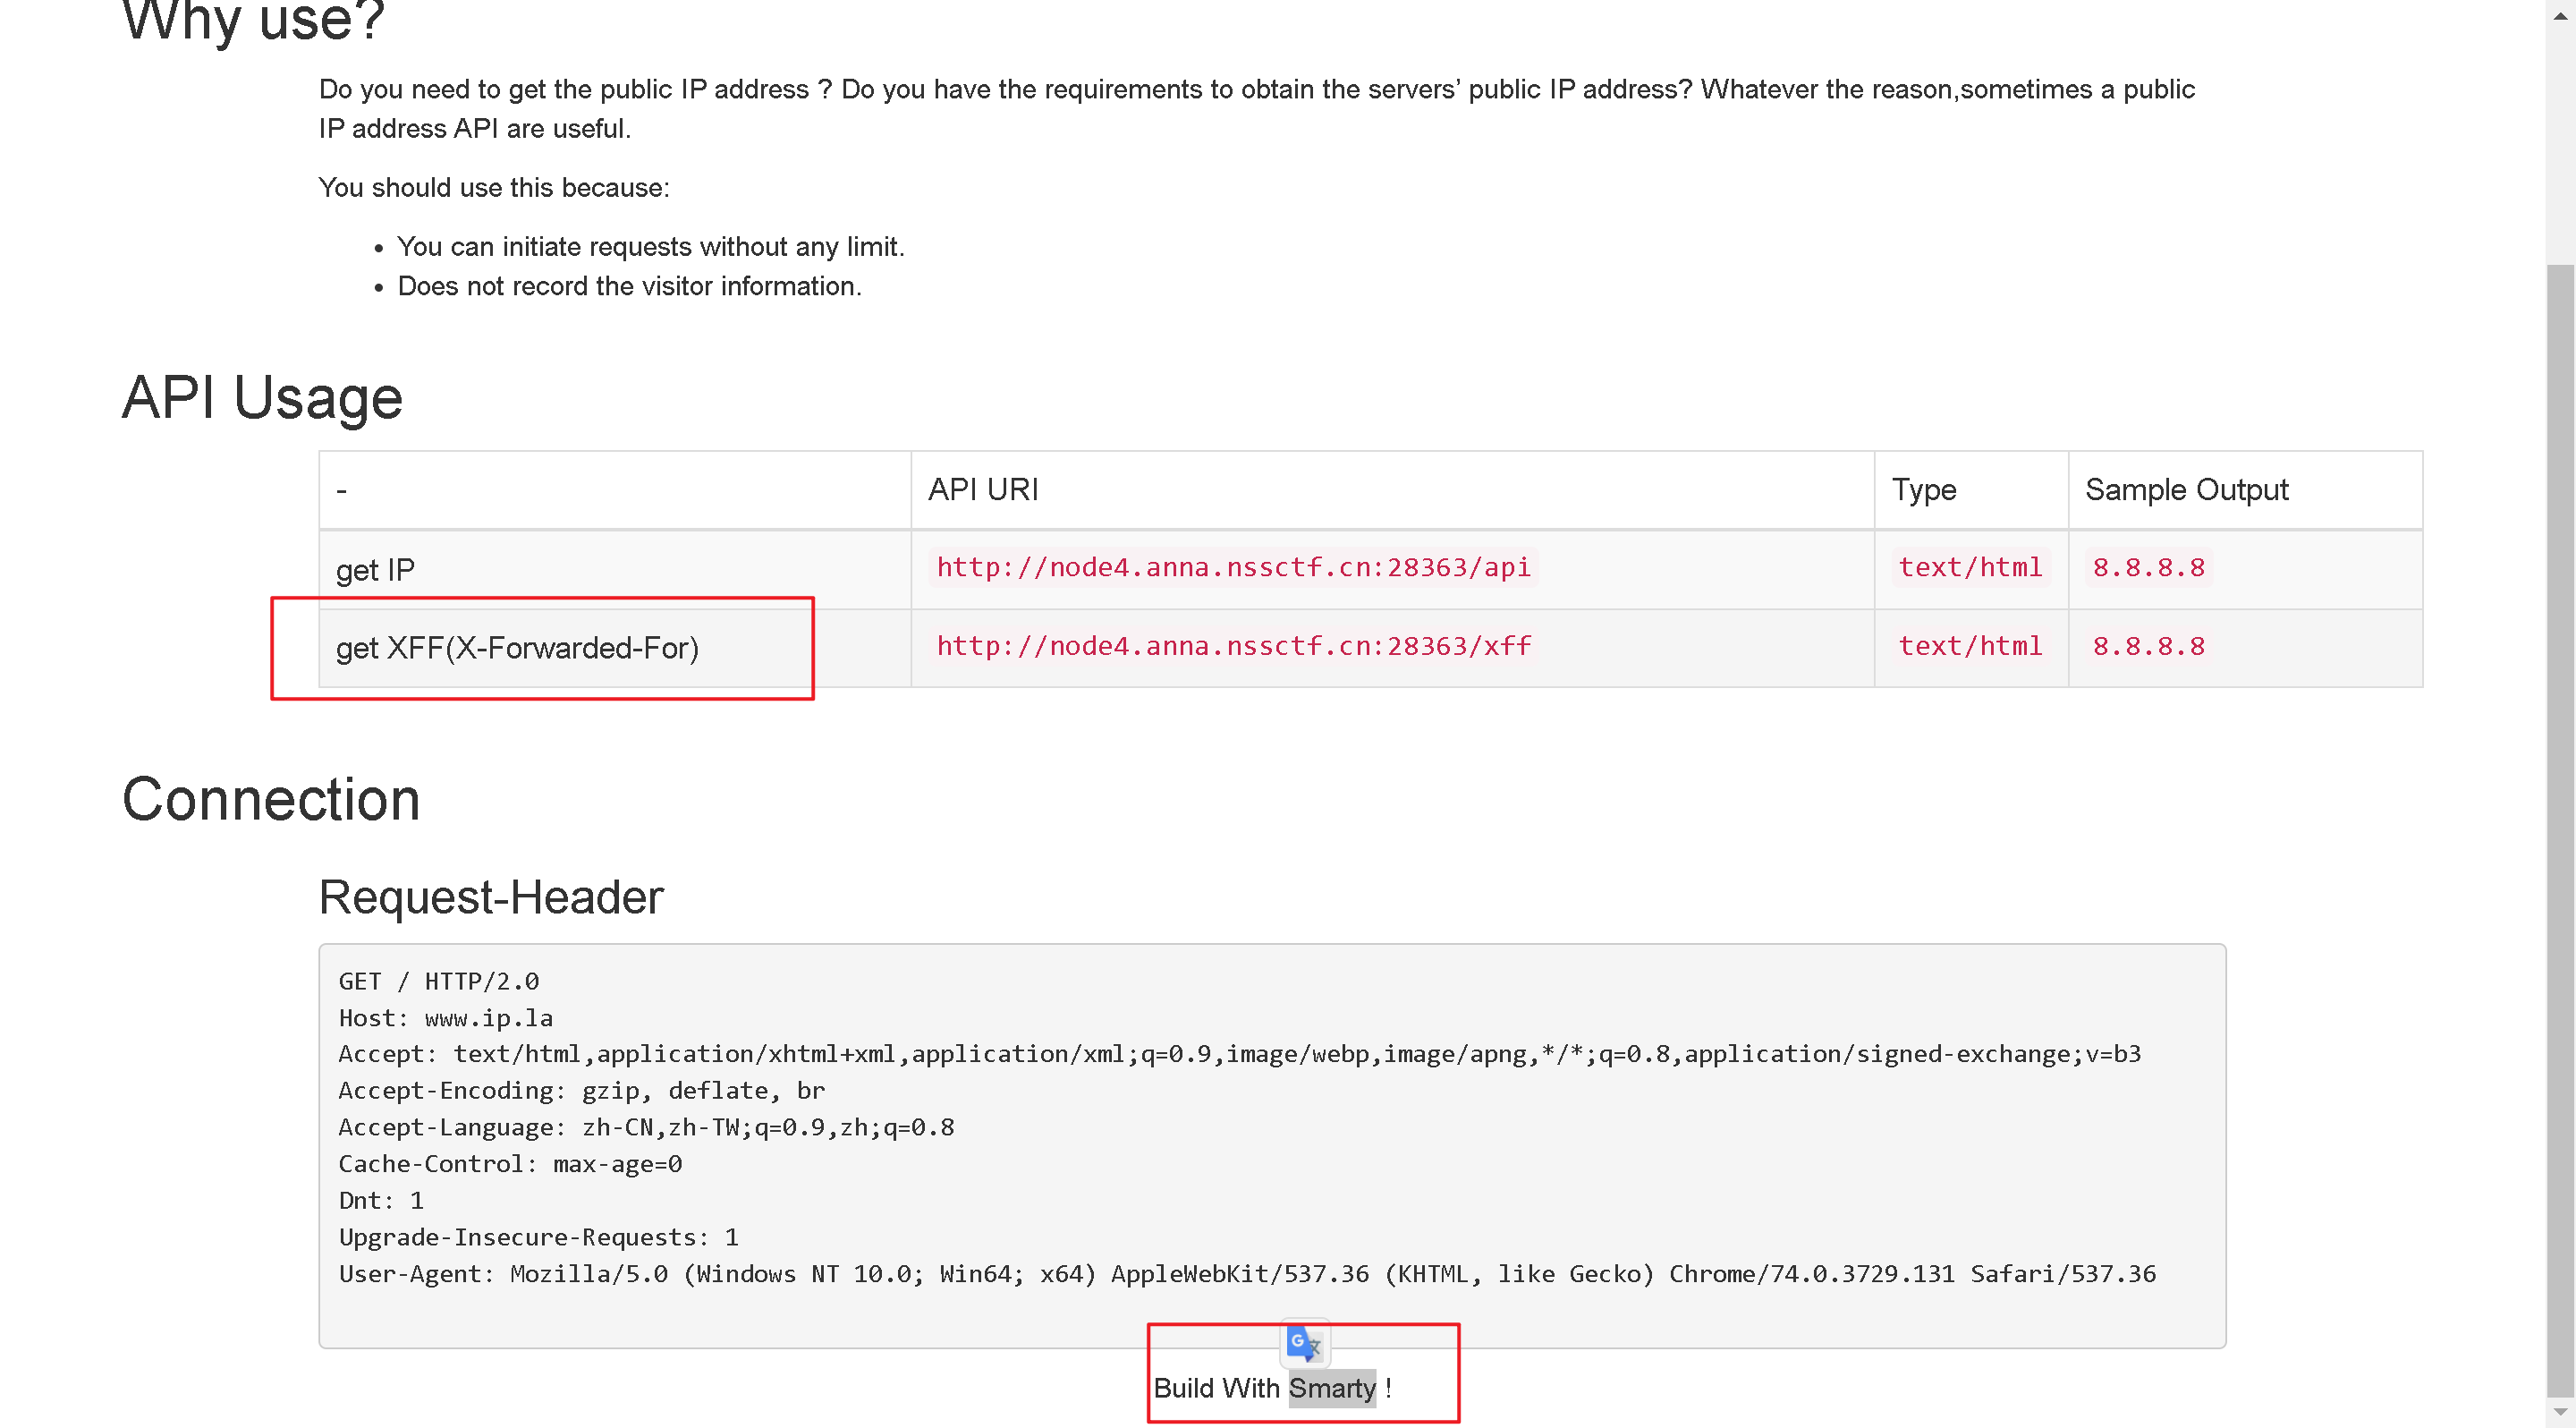 Why use?
Do you need to get the public IP address ? Do you have the requirements to obtain the servers’ public IP address? Whatever the reason,sometimes a public
IP address API are useful.
You should use this because:
• You can initiate requests without any limit.
• Does not record the visitor information.
API Usage
- API URI Type Sample Output
get IP http://node4.anna.nssctf.cn:28363/api text/html 8.8.8.8
get XFF(X-Forwarded-For) http://node4.anna.nssctf.cn:28363/xff text/html 8.8.8.8
Connection
Request-Header
GET / HTTP/2.0
Host: www.ip.la
Accept: text/html,application/xhtml+xml,application/xml;q=0.9,image/webp,image/apng,*/*;q=0.8,application/signed-exchange;v=b3
Accept-Encoding: gzip, deflate, br
Accept-Language: zh-CN,zh-TW;q=0.9,zh;q=0.8
Cache-Control: max-age=0
Dnt: 1
Upgrade-Insecure-Requests: 1
User-Agent: Mozilla/5.0 (Windows NT 10.0; Win64; x64) AppleWebKit/537.36 (KHTML, like Gecko) Chrome/74.0.3729.131 Safari/537.36
G 文
Build With Smarty !